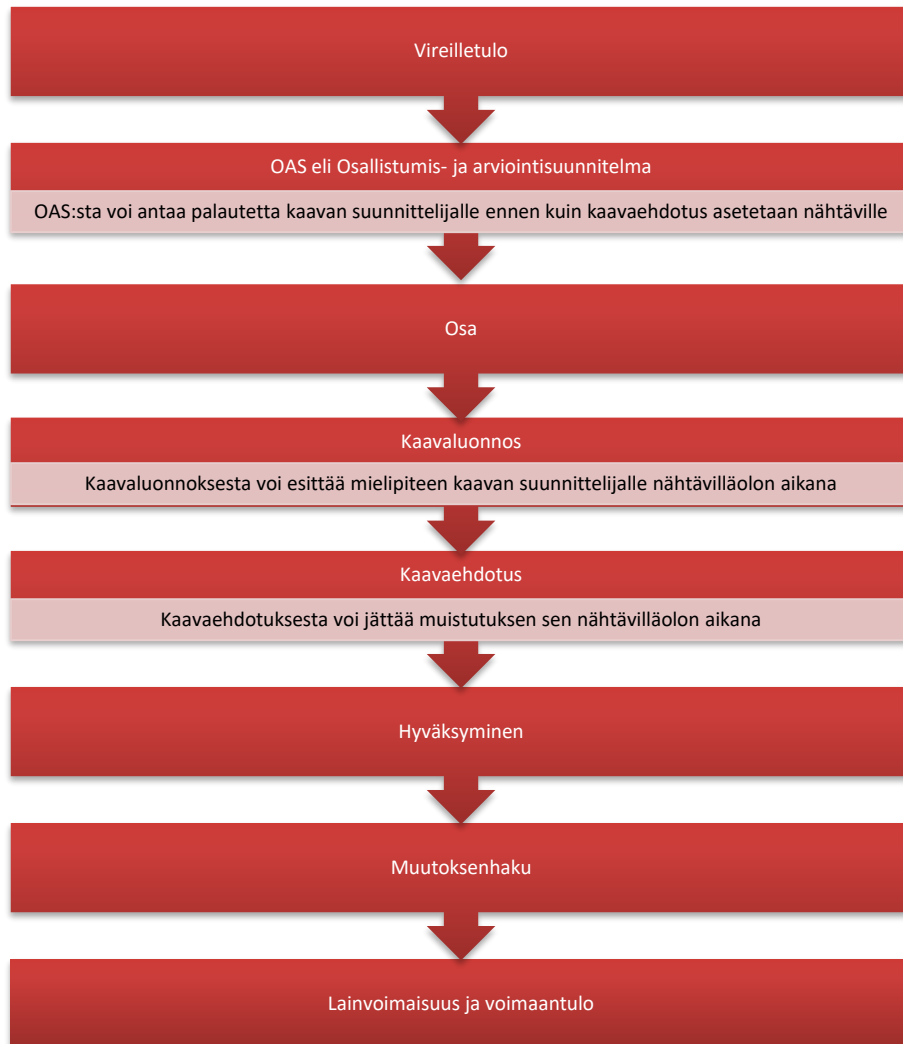 Vireilletulo
OAS eli Osallistumis- ja arviointisuunnitelma
OAS:sta voi antaa palautetta kaavan suunnittelijalle ennen kuin kaavaehdotus asetetaan nähtäville
Osa
Kaavaluonnos
Kaavaluonnoksesta voi esittää mielipiteen kaavan suunnittelijalle nähtävilläolon aikana
Kaavaehdotus
Kaavaehdotuksesta voi jättää muistutuksen sen nähtävilläolon aikana
Hyväksyminen
Muutoksenhaku
Lainvoimaisuus ja voimaantulo